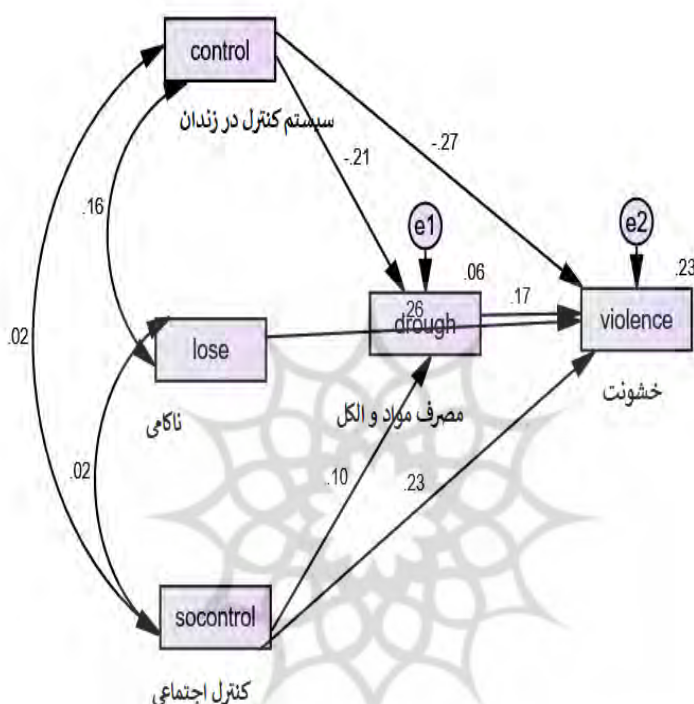 control
سیستم کنترل در زندان
-.27
-.21
.16
e1
e2
.06
.23
.17
.26
drough
violence
lose
.02
خشونت
مصرف مواد و الکل
ناکامی
.02
.10
.23
socontrol
کنترل اجتماعی